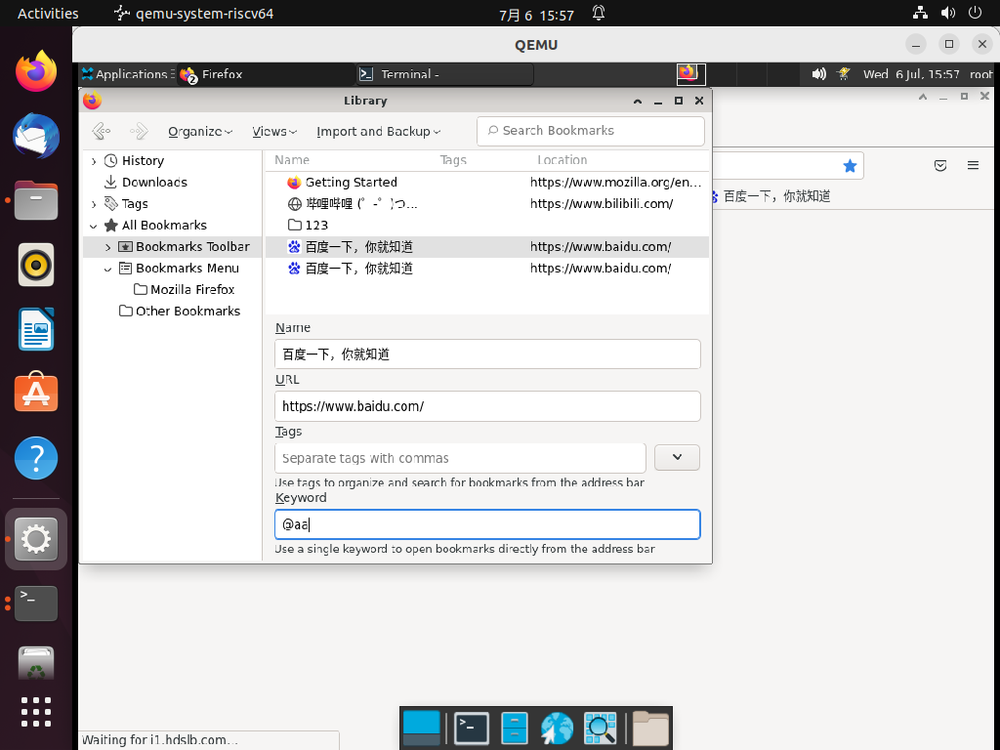 Activities qemu-system-riscv64 7月 6 15:57
QEMU
Applications Firefox Terminal - Wed 6 Jul, 15:57 root
2
Library
Organize Views Import and Backup Search Bookmarks
Name Tags Location
History
Downloads
Tags
All Bookmarks
Bookmarks Toolbar
Bookmarks Menu
Mozilla Firefox
Other Bookmarks
Getting Started https://www.mozilla.org/en...
哔哩哔哩 (゜-゜)つ... https://www.bilibili.com/
123
百度一下，你就知道 https://www.baidu.com/
百度一下，你就知道 https://www.baidu.com/
百度一下，你就知道
Name
百度一下，你就知道
URL
https://www.baidu.com/
Tags
Separate tags with commas
Use tags to organize and search for bookmarks from the address bar
Keyword
@aa
Use a single keyword to open bookmarks directly from the address bar
Waiting for i1.hdslb.com...